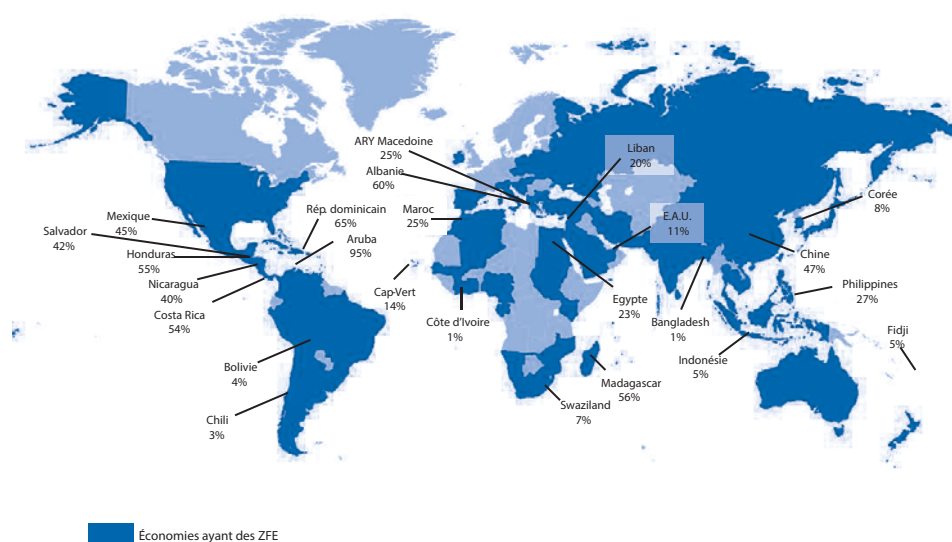 ARY Macedoine
25%
Albanie
60%
Liban
20%
Mexique
45%
Salvador
42%
Honduras
55%
Nicaragua
40%
Costa Rica
54%
Rép. dominicain
65%
Aruba
95%
Maroc
25%
E.A.U.
11%
Corée
8%
Chine
47%
Philippines
27%
Cap-Vert
14%
Côte d'Ivoire
1%
Egypte
23%
Bangladesh
1%
Indonésie
5%
Fidji
5%
Bolivie
4%
Chili
3%
Madagascar
56%
Swaziland
7%
Économies ayant des ZFE